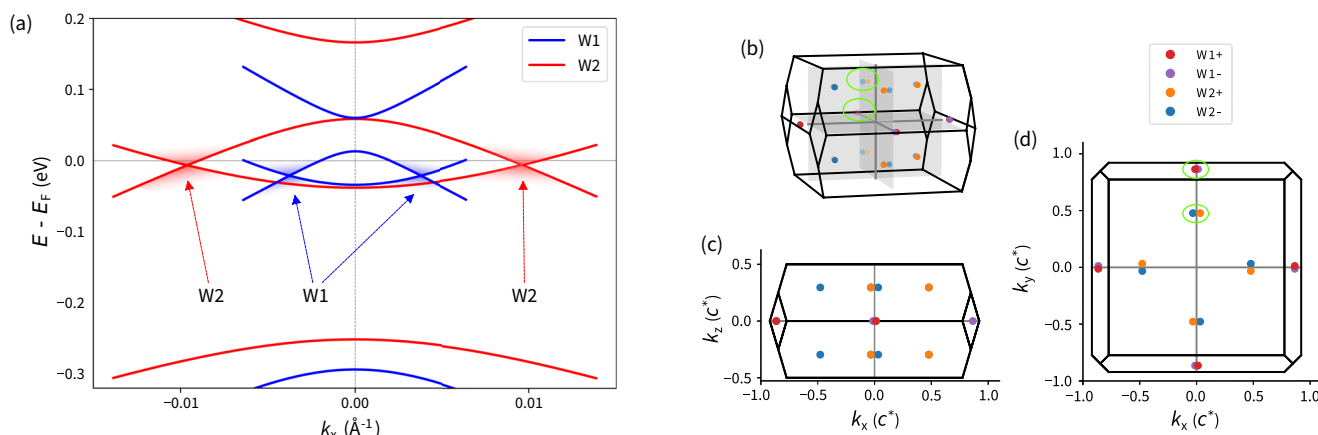 (a)
W1
W2
0.2
0.1
0.0
−0.1
−0.2
−0.3
E - E_F (eV)
W2
W1
W2
−0.01
0.00
0.01
k_x (Å⁻¹)
(b)
W1+
W1-
W2+
W2-
(c)
0.5
0.0
−0.5
k_z (c*)
−1.0
−0.5
0.0
0.5
1.0
k_x (c*)
(d)
1.0
0.5
0.0
−0.5
−1.0
k_y (c*)
−1.0
−0.5
0.0
0.5
1.0
k_x (c*)